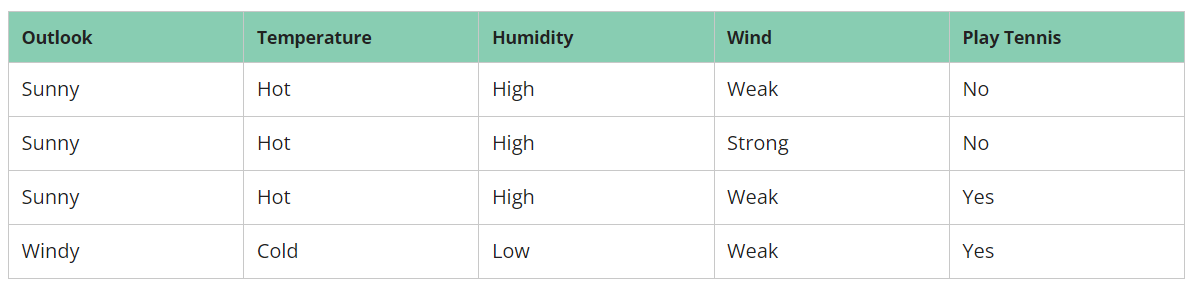 Outlook Temperature Humidity Wind Play Tennis
Sunny Hot High Weak No
Sunny Hot High Strong No
Sunny Hot High Weak Yes
Windy Cold Low Weak Yes